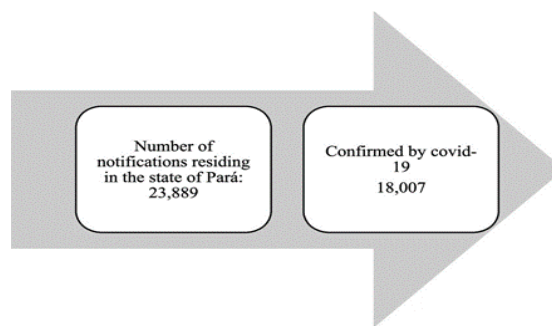 Number of
notifications residing
in the state of Pará:
23,889
Confirmed by covid-
19
18,007